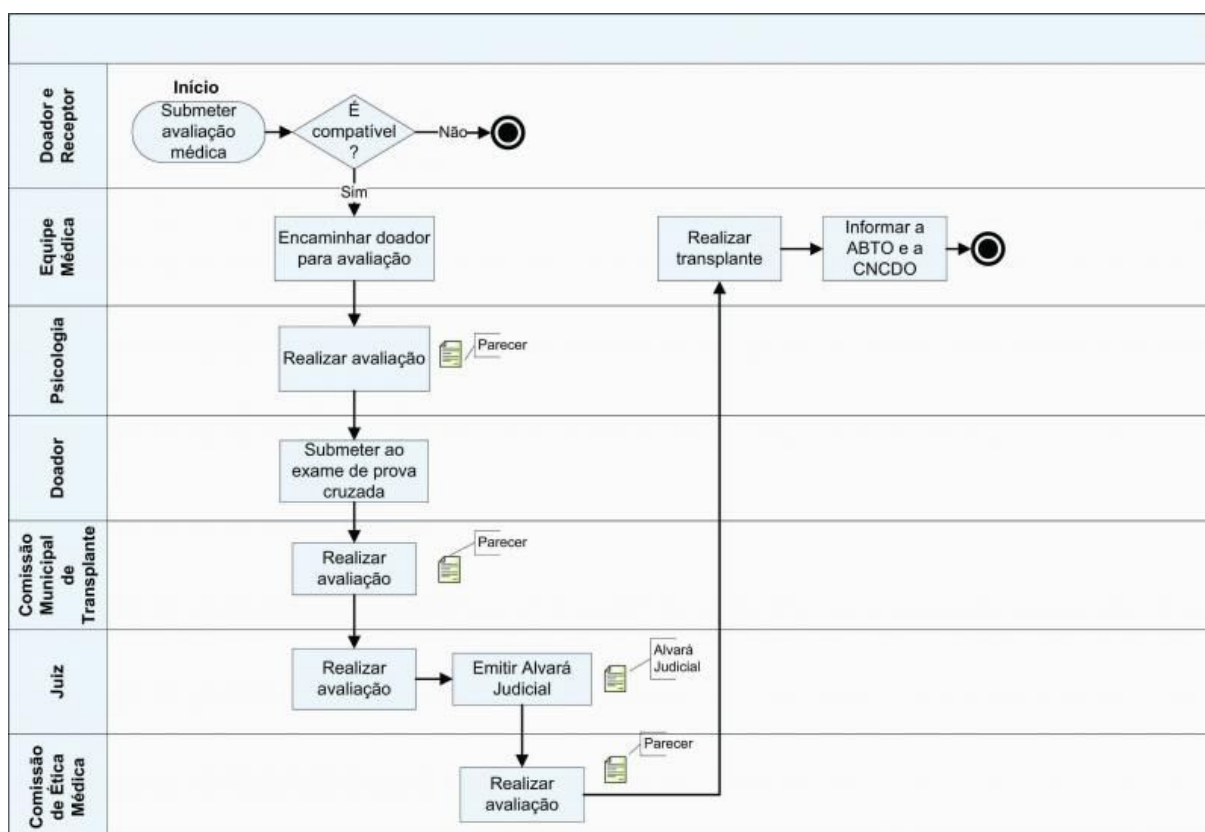 Doador e
Receptor
Início
Submeter
avaliação
médica
É
compatível
?
Não
Sim
Equipe
Médica
Encaminhar doador
para avaliação
Realizar
transplante
Informar a
ABTO e a
CNCDO
Psicologia
Realizar avaliação
Parecer
Doador
Submeter ao
exame de prova
cruzada
Comissão
Municipal
de
Transplante
Realizar
avaliação
Parecer
Juiz
Realizar
avaliação
Emitir Alvará
Judicial
Alvará
Judicial
Comissão
de Ética
Médica
Realizar
avaliação
Parecer